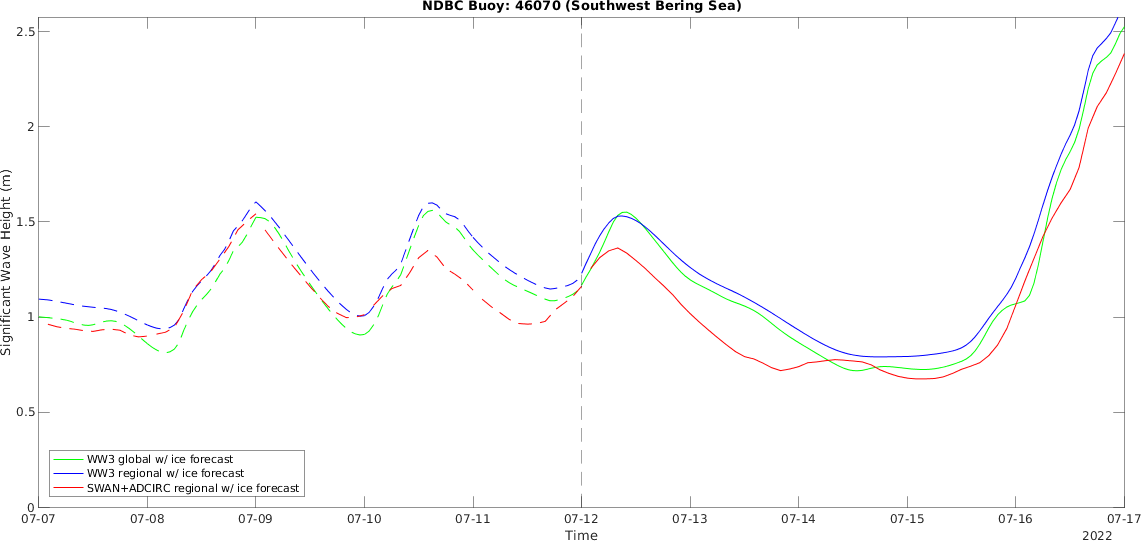 NDBC Buoy: 46070 (Southwest Bering Sea)
2.5
2
1.5
1
0.5
0
Significant Wave Height (m)
WW3 global w/ ice forecast
WW3 regional w/ ice forecast
SWAN+ADCIRC regional w/ ice forecast
07-07 07-08 07-09 07-10 07-11 07-12 07-13 07-14 07-15 07-16 07-17
Time
2022